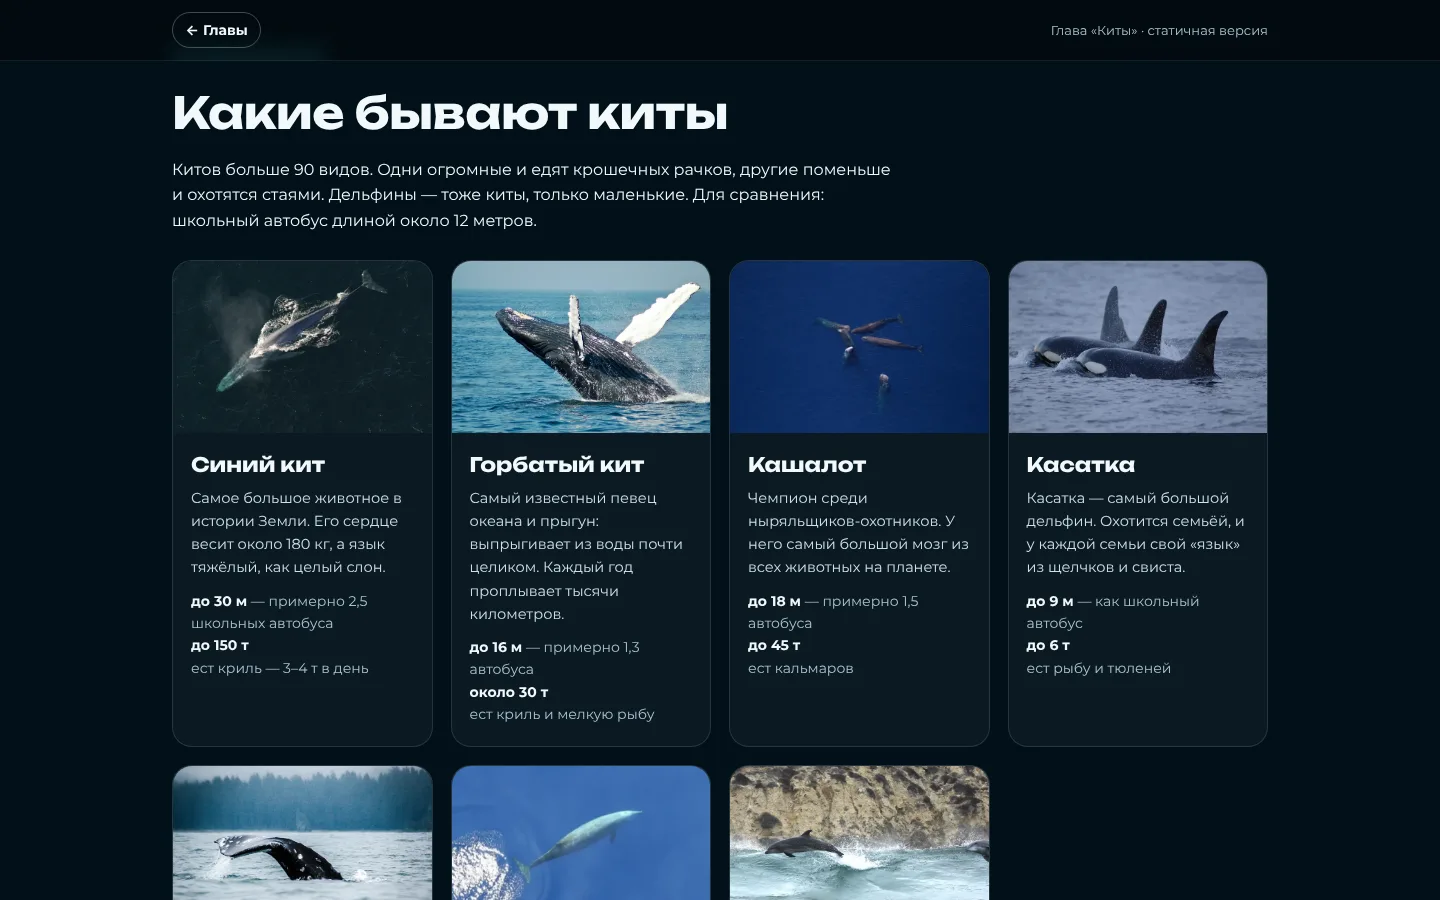 ← Главы
Глава «Киты» · статичная версия
Какие бывают киты
Китов больше 90 видов. Одни огромные и едят крошечных рачков, другие поменьше
и охотятся стаями. Дельфины — тоже киты, только маленькие. Для сравнения:
школьный автобус длиной около 12 метров.
Синий кит
Самое большое животное в
истории Земли. Его сердце
весит около 180 кг, а язык
тяжёлый, как целый слон.
до 30 м — примерно 2,5
школьных автобуса
до 150 т
ест криль — 3–4 т в день
Горбатый кит
Самый известный певец
океана и прыгун:
выпрыгивает из воды почти
целиком. Каждый год
проплывает тысячи
километров.
до 16 м — примерно 1,3
автобуса
около 30 т
ест криль и мелкую рыбу
Кашалот
Чемпион среди
ныряльщиков-охотников. У
него самый большой мозг из
всех животных на планете.
до 18 м — примерно 1,5
автобуса
до 45 т
ест кальмаров
Касатка
Касатка — самый большой
дельфин. Охотится семьёй, и
у каждой семьи свой «язык»
из щелчков и свиста.
до 9 м — как школьный
автобус
до 6 т
ест рыбу и тюленей